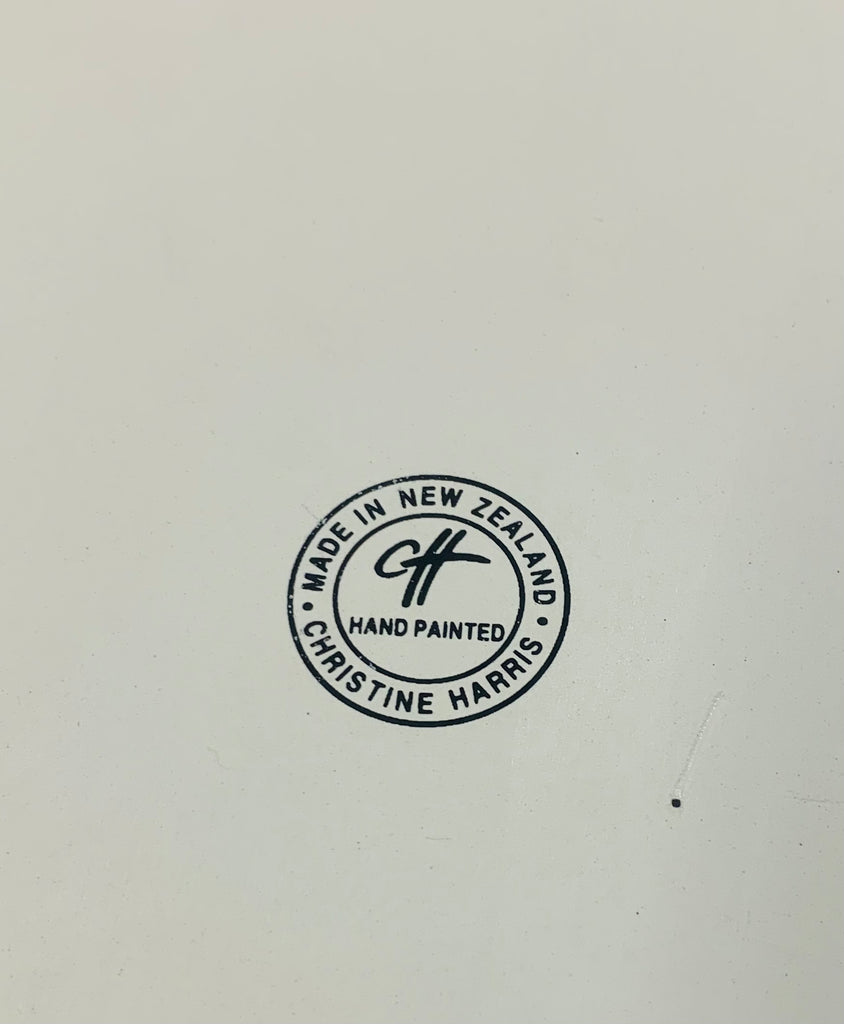 • MADE IN NEW ZEALAND •
CH
HAND PAINTED
CHRISTINE HARRIS